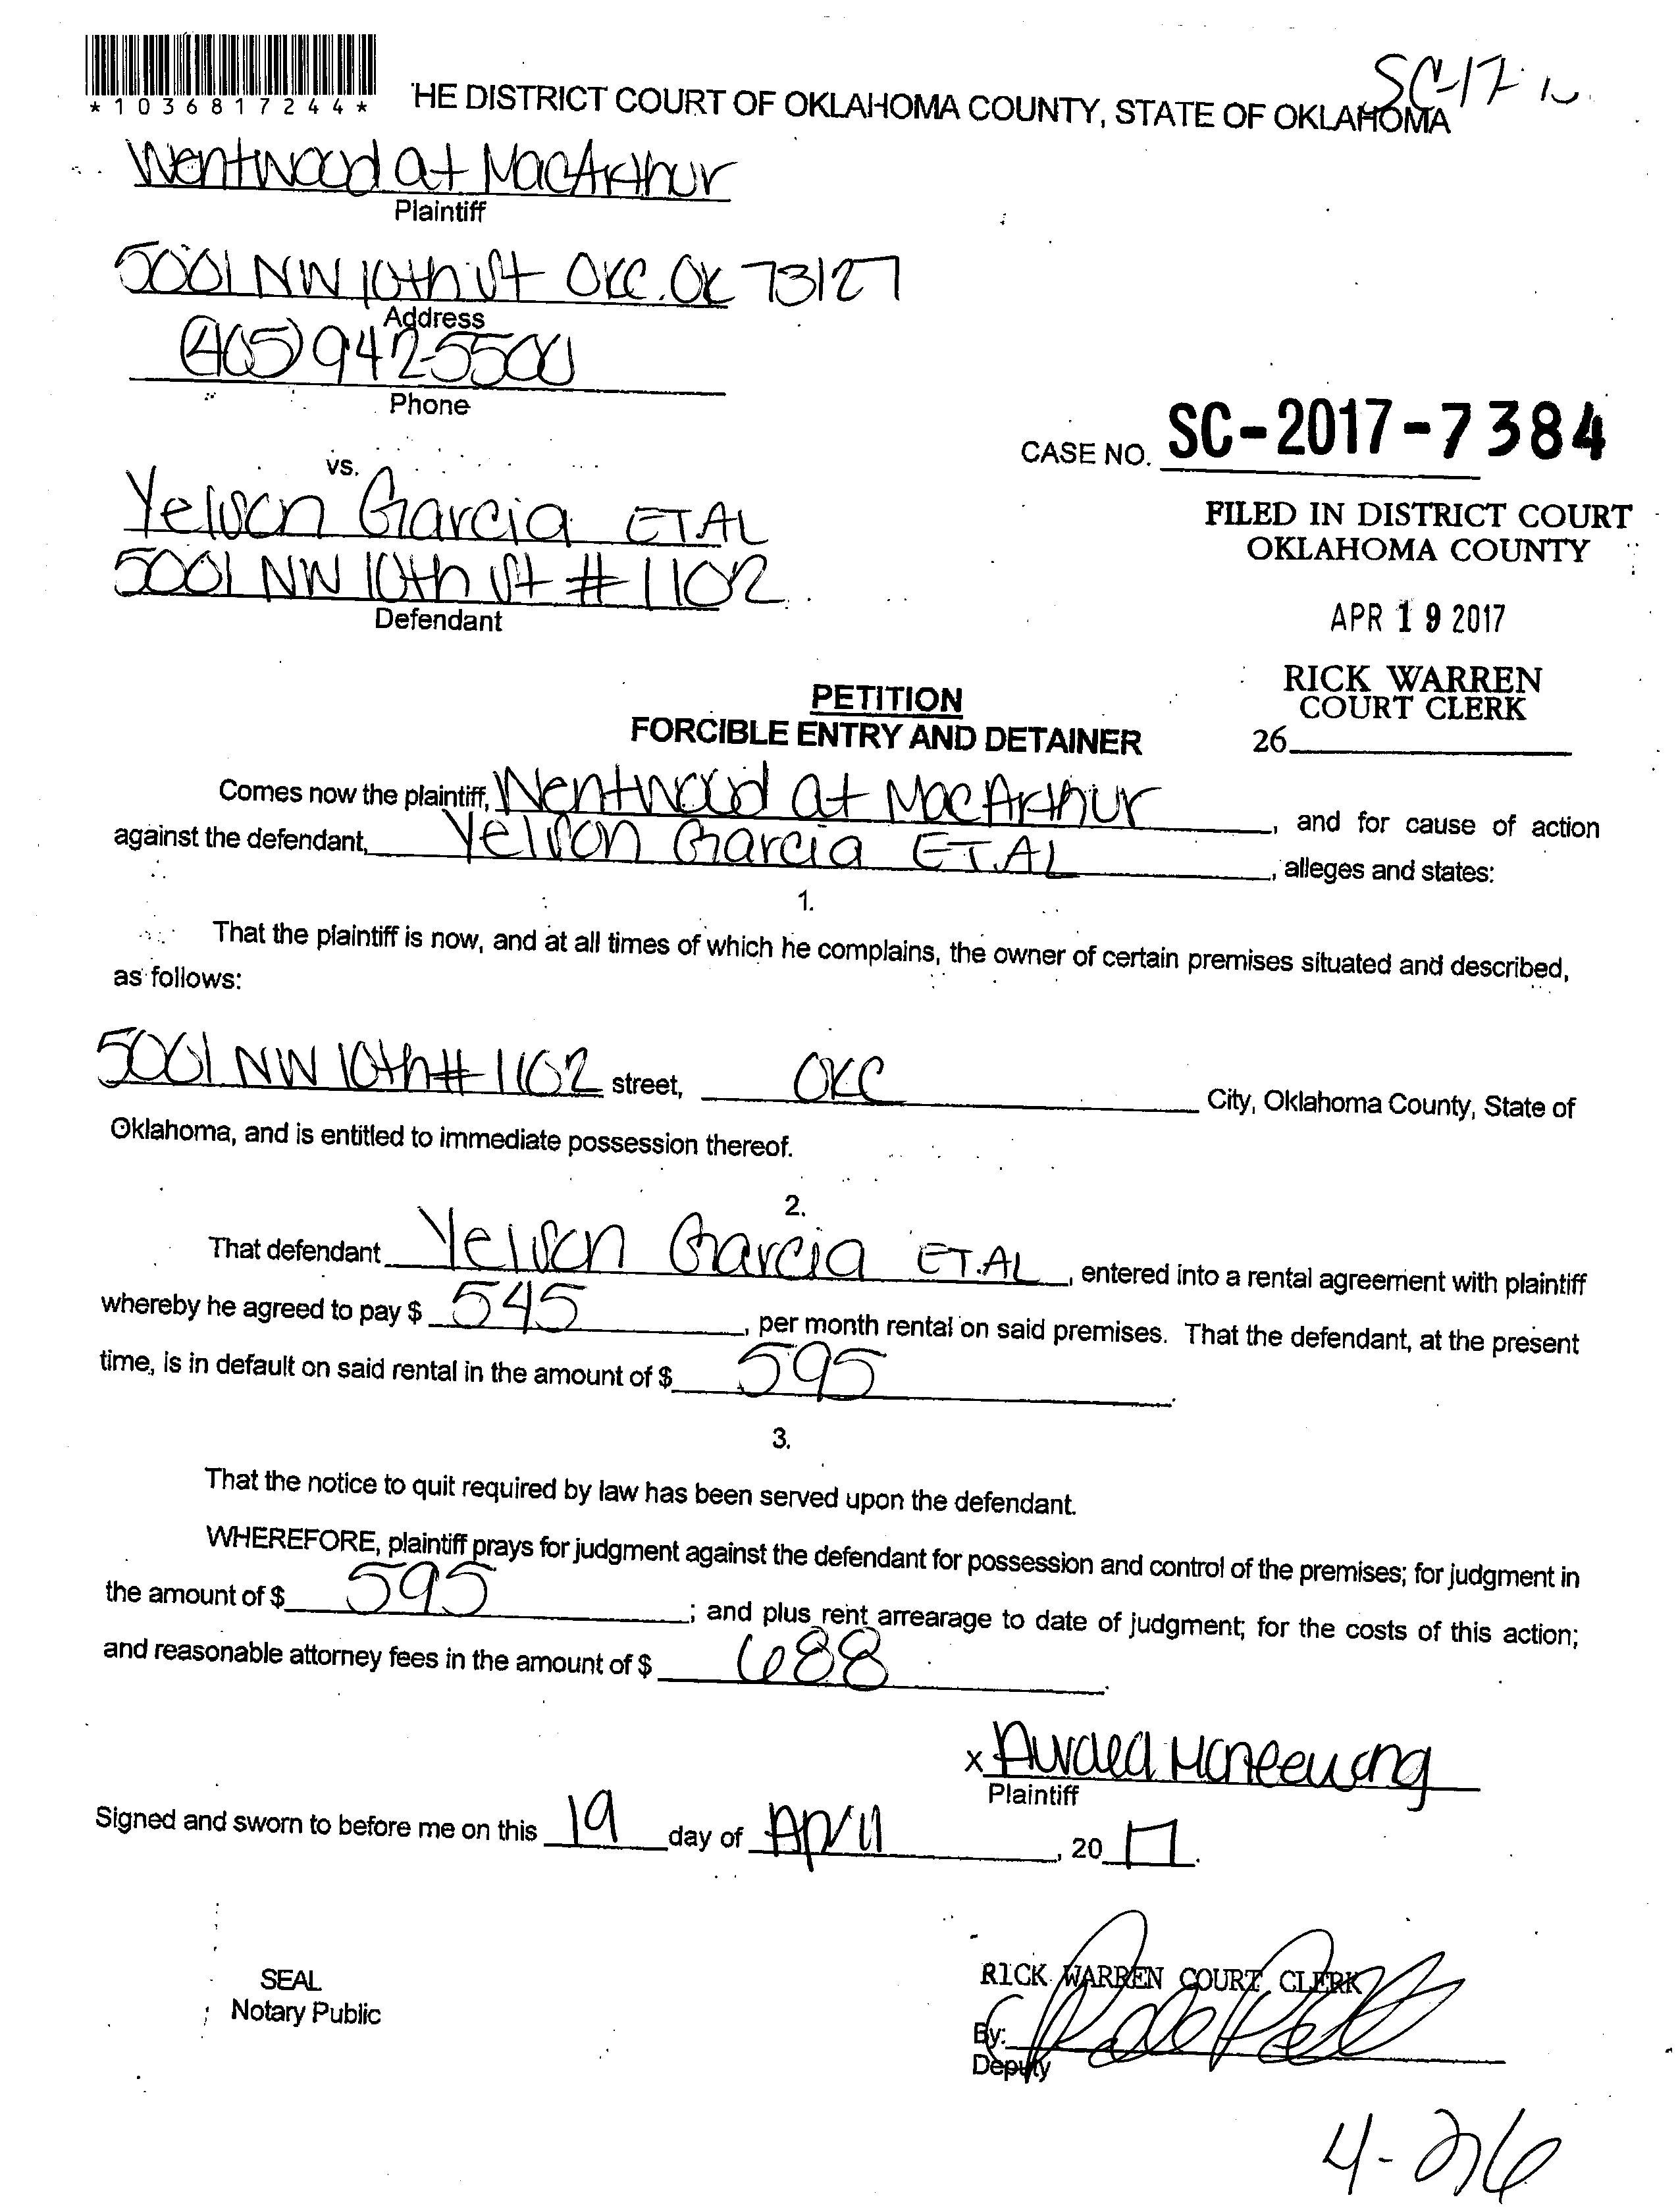 *1036817244*
SC-17
'HE DISTRICT COURT OF OKLAHOMA COUNTY, STATE OF OKLAHOMA
Wentwood at MacArthur
Plaintiff
5001 NW 10th St OKC. OK 73127
Address
(405) 942-5500
Phone
CASE NO. SC-2017-7384
vs.
Yelson Garcia ET.AL
5001 NW 10th St #1102
Defendant
FILED IN DISTRICT COURT
OKLAHOMA COUNTY
APR 19 2017
RICK WARREN
COURT CLERK
26
PETITION
FORCIBLE ENTRY AND DETAINER
Comes now the plaintiff, Wentwood at MacArthur, and for cause of action
against the defendant, Yelson Garcia ET.AL, alleges and states:
1.
That the plaintiff is now, and at all times of which he complains, the owner of certain premises situated and described,
as follows:
5001 NW 10th # 1102 street, OKC City, Oklahoma County, State of
Oklahoma, and is entitled to immediate possession thereof.
2.
That defendant Yelson Garcia ET.AL, entered into a rental agreement with plaintiff
whereby he agreed to pay $ 545, per month rental on said premises. That the defendant, at the present
time, is in default on said rental in the amount of $ 595.
3.
That the notice to quit required by law has been served upon the defendant.
WHEREFORE, plaintiff prays for judgment against the defendant for possession and control of the premises; for judgment in
the amount of $ 595; and plus rent arrearage to date of judgment; for the costs of this action;
and reasonable attorney fees in the amount of $ 688.
x
Plaintiff
Signed and sworn to before me on this 19 day of April, 20 17.
SEAL
Notary Public
RICK WARREN COURT CLERK
By:
Deputy
4-26